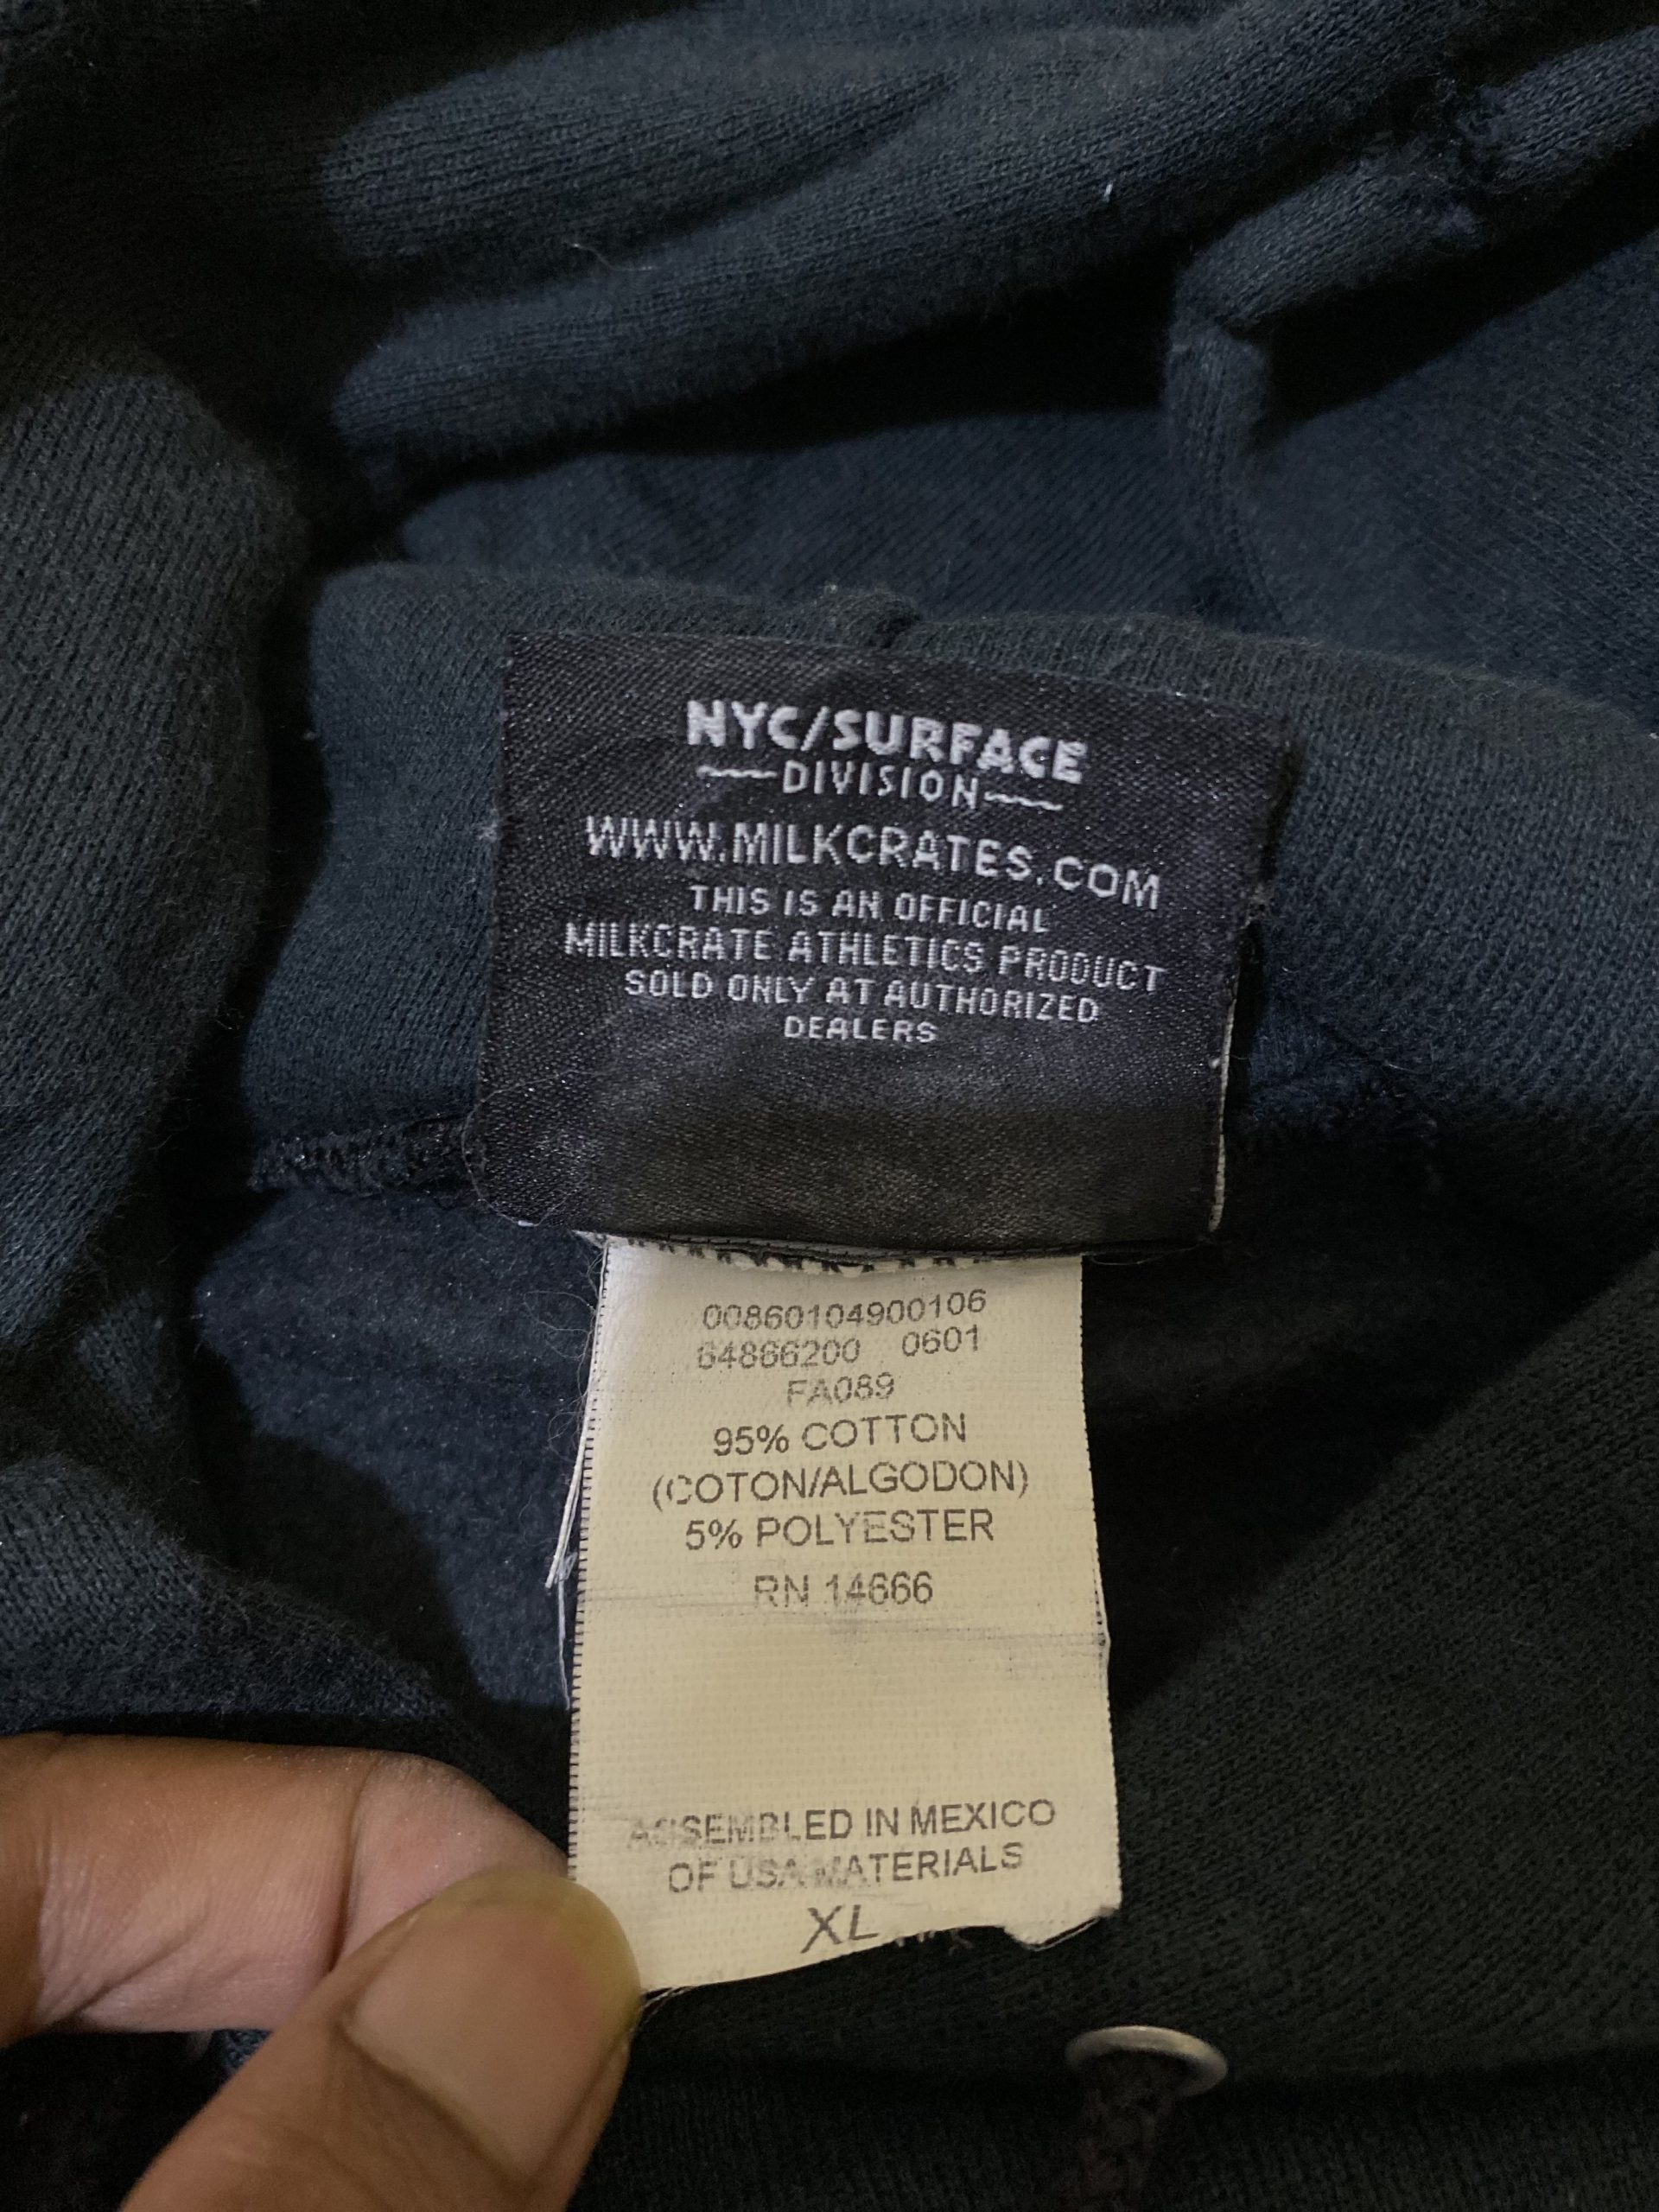 NYC/SURFACE
DIVISION
WWW.MILKCRATES.COM
THIS IS AN OFFICIAL
MILKCRATE ATHLETICS PRODUCT
SOLD ONLY AT AUTHORIZED
DEALERS
00860104900106
64866200 0601
FA089
95% COTTON
(COTON/ALGODON)
5% POLYESTER
RN 14666
ASSEMBLED IN MEXICO
OF USA MATERIALS
XL